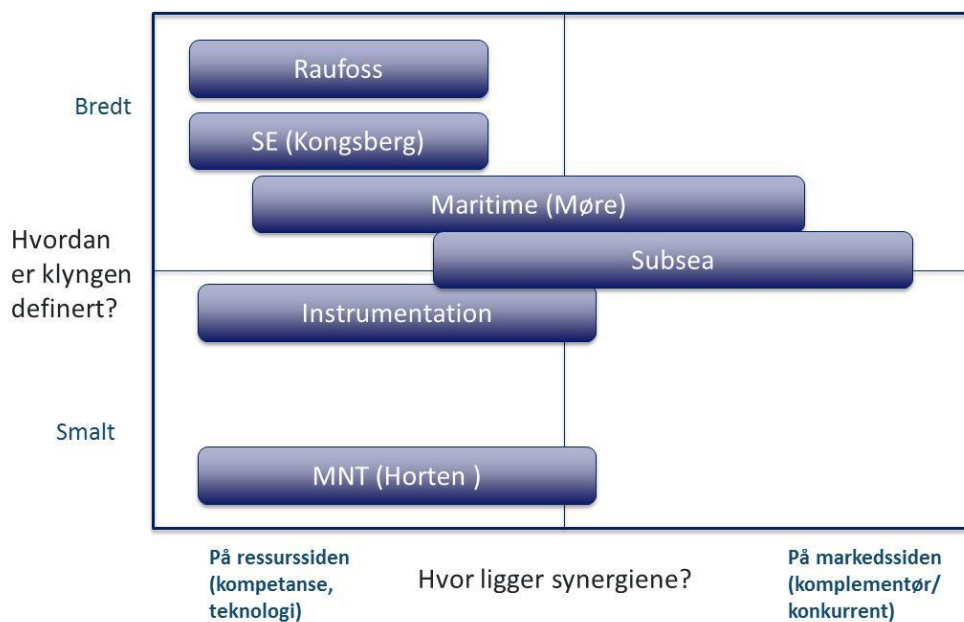 Raufoss
Bredt
SE (Kongsberg)
Maritime (Møre)
Hvordan
er klyngen
definert?
Subsea
Instrumentation
Smalt
MNT (Horten )
På ressurssiden
(kompetanse,
teknologi)
Hvor ligger synergiene?
På markedssiden
(komplementør/
konkurrent)